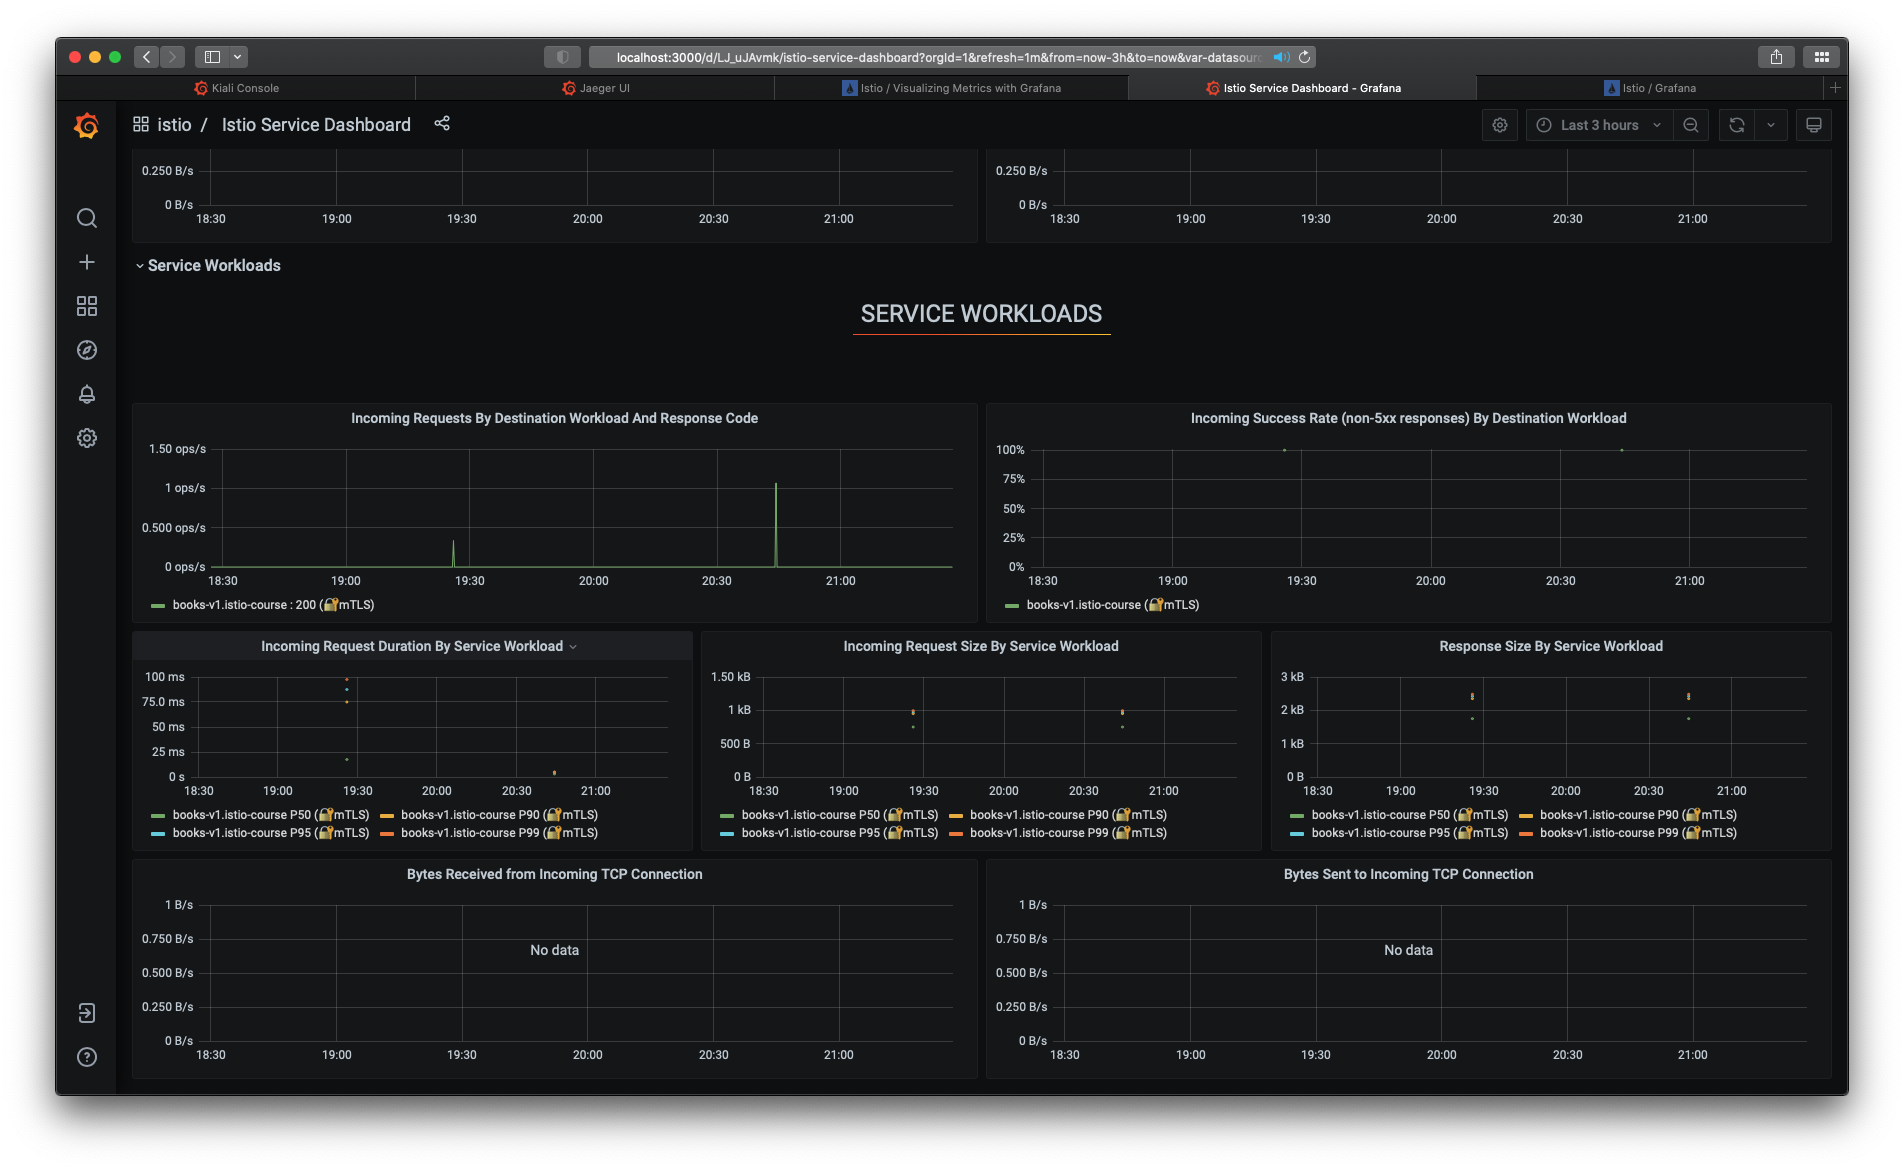 localhost:3000/d/LJ_uJAvmk/istio-service-dashboard?orgId=1&refresh=1m&from=now-3h&to=now&var-datasourc
Kiali Console
Jaeger UI
Istio / Visualizing Metrics with Grafana
Istio Service Dashboard - Grafana
Istio / Grafana
istio / Istio Service Dashboard
Last 3 hours
0.250 B/s
0 B/s
18:30 19:00 19:30 20:00 20:30 21:00
0.250 B/s
0 B/s
18:30 19:00 19:30 20:00 20:30 21:00
Service Workloads
SERVICE WORKLOADS
Incoming Requests By Destination Workload And Response Code
1.50 ops/s
1 ops/s
0.500 ops/s
0 ops/s
18:30 19:00 19:30 20:00 20:30 21:00
books-v1.istio-course : 200 (🔐mTLS)
Incoming Success Rate (non-5xx responses) By Destination Workload
100%
75%
50%
25%
0%
18:30 19:00 19:30 20:00 20:30 21:00
books-v1.istio-course (🔐mTLS)
Incoming Request Duration By Service Workload
100 ms
75.0 ms
50 ms
25 ms
0 s
18:30 19:00 19:30 20:00 20:30 21:00
books-v1.istio-course P50 (🔐mTLS) books-v1.istio-course P90 (🔐mTLS)
books-v1.istio-course P95 (🔐mTLS) books-v1.istio-course P99 (🔐mTLS)
Incoming Request Size By Service Workload
1.50 kB
1 kB
500 B
0 B
18:30 19:00 19:30 20:00 20:30 21:00
books-v1.istio-course P50 (🔐mTLS) books-v1.istio-course P90 (🔐mTLS)
books-v1.istio-course P95 (🔐mTLS) books-v1.istio-course P99 (🔐mTLS)
Response Size By Service Workload
3 kB
2 kB
1 kB
0 B
18:30 19:00 19:30 20:00 20:30 21:00
books-v1.istio-course P50 (🔐mTLS) books-v1.istio-course P90 (🔐mTLS)
books-v1.istio-course P95 (🔐mTLS) books-v1.istio-course P99 (🔐mTLS)
Bytes Received from Incoming TCP Connection
1 B/s
0.750 B/s
No data
0.500 B/s
0.250 B/s
0 B/s
18:30 19:00 19:30 20:00 20:30 21:00
Bytes Sent to Incoming TCP Connection
1 B/s
0.750 B/s
No data
0.500 B/s
0.250 B/s
0 B/s
18:30 19:00 19:30 20:00 20:30 21:00